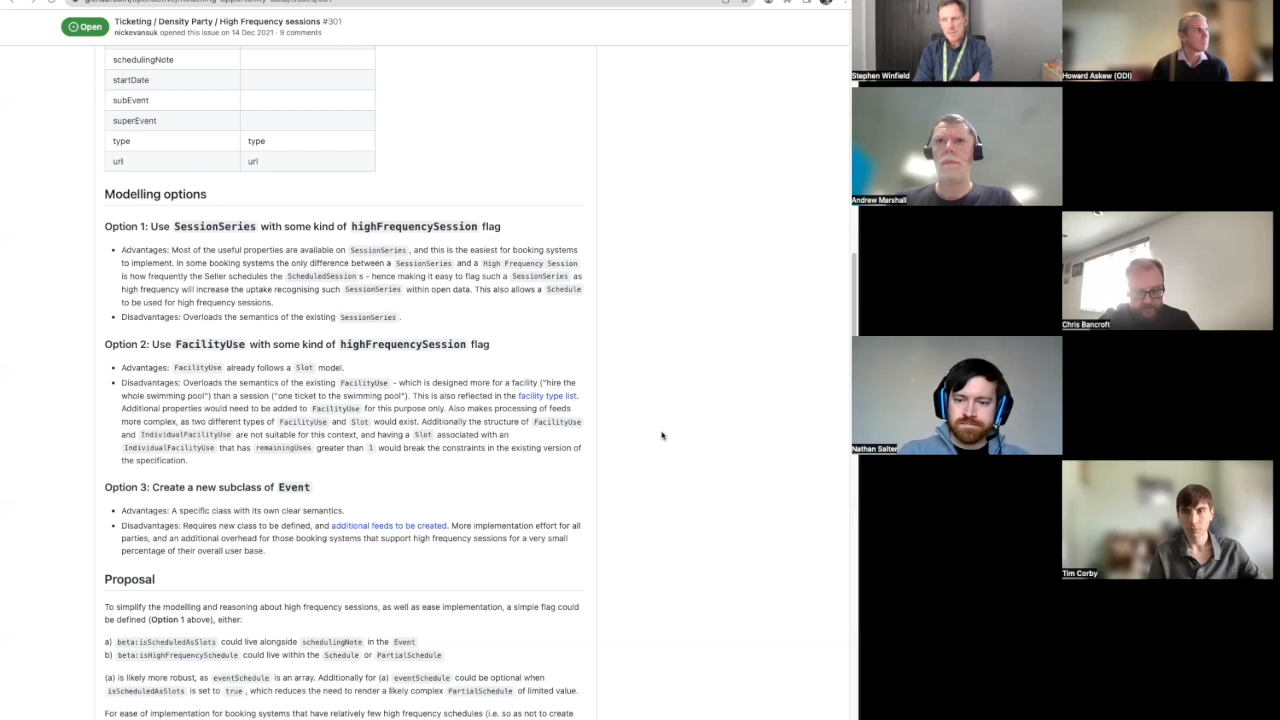 Open
Ticketing / Density Party / High Frequency sessions #301
nickevansuk opened this issue on 14 Dec 2021 · 9 comments
schedulingNote
startDate
subEvent
superEvent
type type
url url
Modelling options
Option 1: Use SessionSeries with some kind of highFrequencySession flag
• Advantages: Most of the useful properties are available on SessionSeries, and this is the easiest for booking systems
to implement. In some booking systems the only difference between a SessionSeries and a High Frequency Session
is how frequently the Seller schedules the ScheduledSession s - hence making it easy to flag such a SessionSeries as
high frequency will increase the uptake recognising such SessionSeries within open data. This also allows a Schedule
to be used for high frequency sessions.
• Disadvantages: Overloads the semantics of the existing SessionSeries.
Option 2: Use FacilityUse with some kind of highFrequencySession flag
• Advantages: FacilityUse already follows a Slot model.
• Disadvantages: Overloads the semantics of the existing FacilityUse - which is designed more for a facility ("hire the
whole swimming pool") than a session ("one ticket to the swimming pool"). This is also reflected in the facility type list.
Additional properties would need to be added to FacilityUse for this purpose only. Also makes processing of feeds
more complex, as two different types of FacilityUse and Slot would exist. Additionally the structure of FacilityUse
and IndividualFacilityUse are not suitable for this context, and having a Slot associated with an
IndividualFacilityUse that has remainingUses greater than 1 would break the constraints in the existing version of
the specification.
Option 3: Create a new subclass of Event
• Advantages: A specific class with its own clear semantics.
• Disadvantages: Requires new class to be defined, and additional feeds to be created. More implementation effort for all
parties, and an additional overhead for those booking systems that support high frequency sessions for a very small
percentage of their overall user base.
Proposal
To simplify the modelling and reasoning about high frequency sessions, as well as ease implementation, a simple flag could
be defined (Option 1 above), either:
a) beta:isScheduledAsSlots could live alongside schedulingNote in the Event
b) beta:isHighFrequencySchedule could live within the Schedule or PartialSchedule
(a) is likely more robust, as eventSchedule is an array. Additionally for (a) eventSchedule could be optional when
isScheduledAsSlots is set to true, which reduces the need to render a likely complex PartialSchedule of limited value.
For ease of implementation for booking systems that have relatively few high frequency schedules (i.e. so as not to create
Stephen Winfield
Howard Askew (ODI)
Andrew Marshall
Chris Bancroft
Nathan Salter
Tim Corby